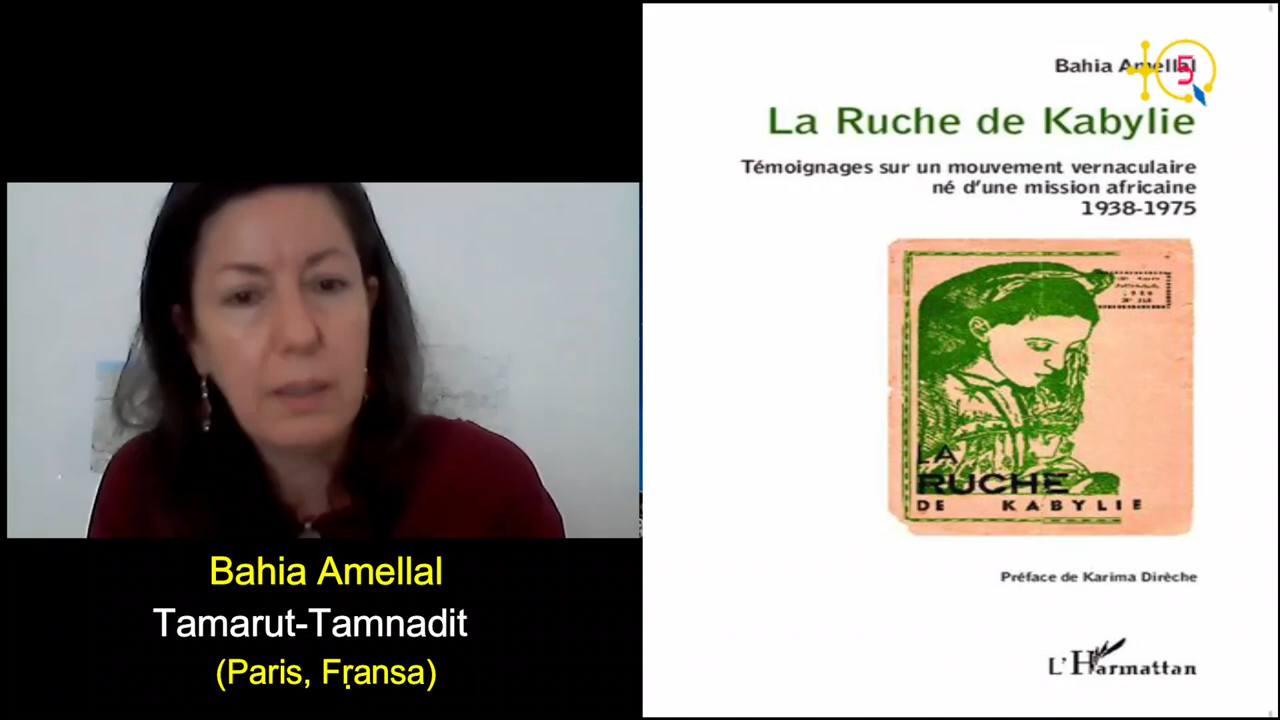 Bahia Amellal
Tamarut-Tamnadit
(Paris, Fṛansa)
5
Bahia Amellal
La Ruche de Kabylie
Témoignages sur un mouvement vernaculaire
né d'une mission africaine
1938-1975
LA
RUCHE
DE KABYLIE
Préface de Karima Dirèche
L'Harmattan